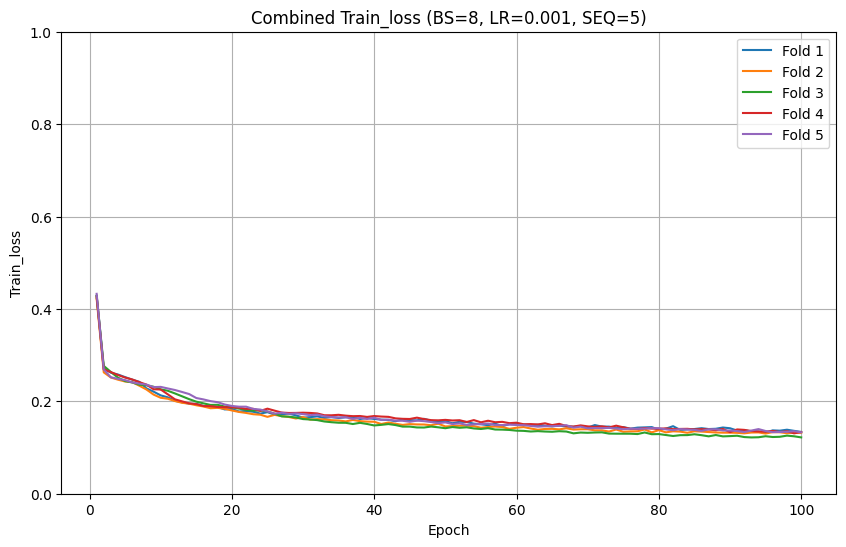 Combined Train_loss (BS=8, LR=0.001, SEQ=5)
Fold 1
Fold 2
Fold 3
Fold 4
Fold 5
Train_loss
1.0
0.8
0.6
0.4
0.2
0.0
0
20
40
60
80
100
Epoch